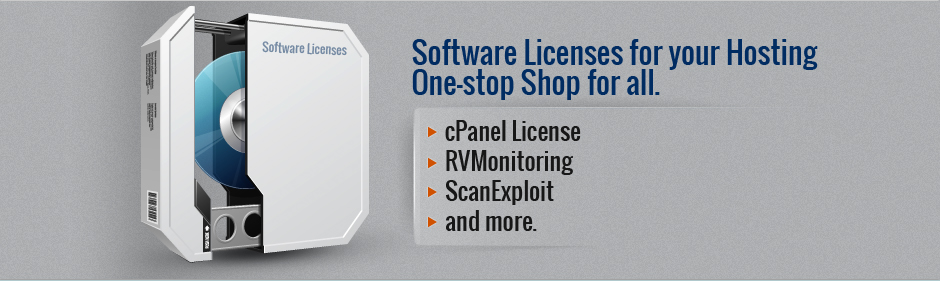 Software Licenses
Software Licenses for your Hosting
One-stop Shop for all.
cPanel License
RVMonitoring
ScanExploit
and more.